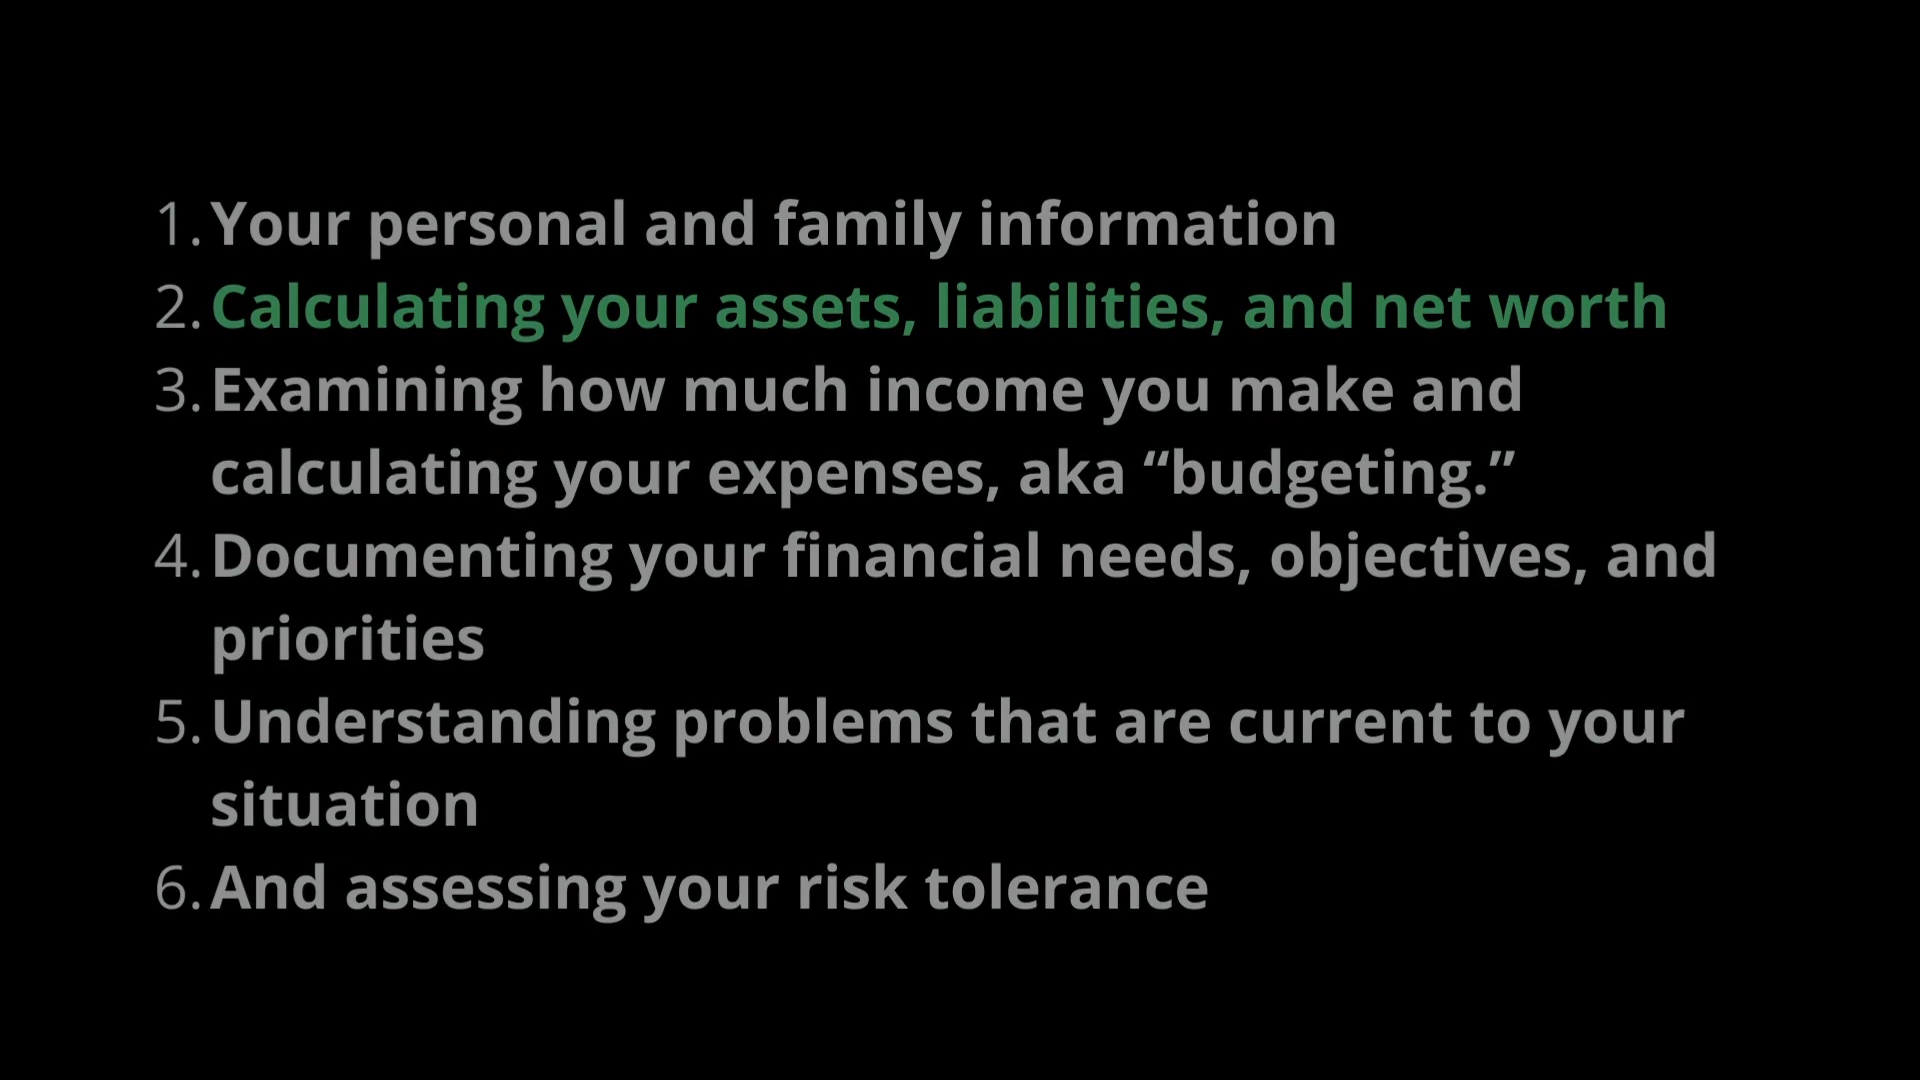 1. Your personal and family information
2. Calculating your assets, liabilities, and net worth
3. Examining how much income you make and
calculating your expenses, aka “budgeting.”
4. Documenting your financial needs, objectives, and
priorities
5. Understanding problems that are current to your
situation
6. And assessing your risk tolerance